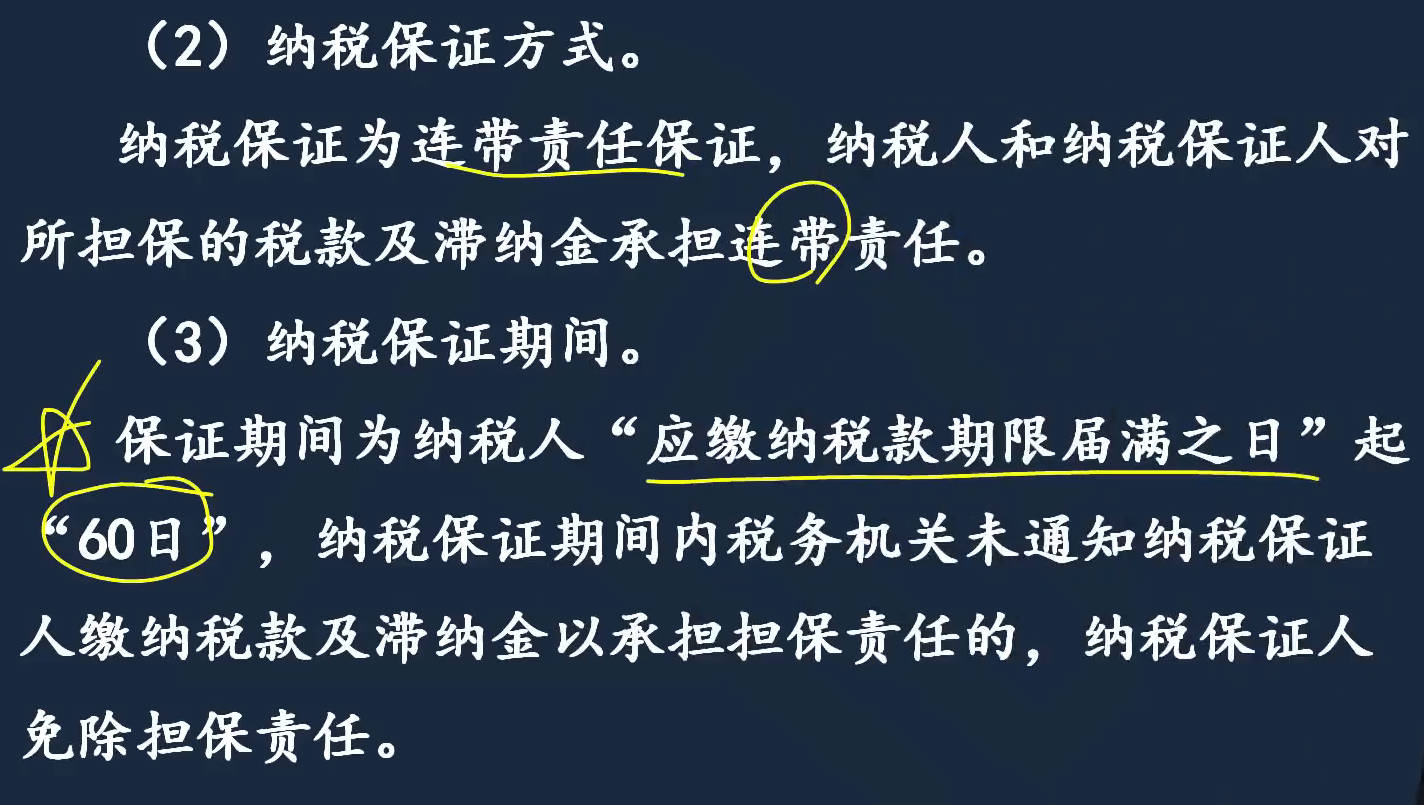 （2）纳税保证方式。
纳税保证为连带责任保证，纳税人和纳税保证人对
所担保的税款及滞纳金承担连带责任。
（3）纳税保证期间。
保证期间为纳税人“应缴纳税款期限届满之日”起
“60日”，纳税保证期间内税务机关未通知纳税保证
人缴纳税款及滞纳金以承担担保责任的，纳税保证人
免除担保责任。